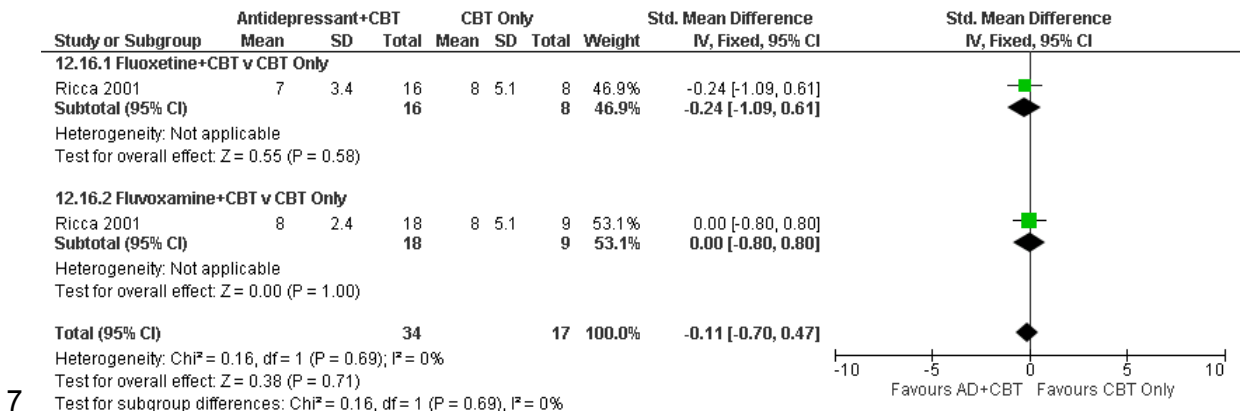 Antidepressant+CBT CBT Only Std. Mean Difference Std. Mean Difference
Study or Subgroup Mean SD Total Mean SD Total Weight IV, Fixed, 95% CI IV, Fixed, 95% CI
12.16.1 Fluoxetine+CBT v CBT Only
Ricca 2001 7 3.4 16 8 5.1 8 46.9% -0.24 [-1.09, 0.61]
Subtotal (95% CI) 16 8 46.9% -0.24 [-1.09, 0.61]
Heterogeneity: Not applicable
Test for overall effect: Z = 0.55 (P = 0.58)
12.16.2 Fluvoxamine+CBT v CBT Only
Ricca 2001 8 2.4 18 8 5.1 9 53.1% 0.00 [-0.80, 0.80]
Subtotal (95% CI) 18 9 53.1% 0.00 [-0.80, 0.80]
Heterogeneity: Not applicable
Test for overall effect: Z = 0.00 (P = 1.00)
Total (95% CI) 34 17 100.0% -0.11 [-0.70, 0.47]
Heterogeneity: Chi² = 0.16, df = 1 (P = 0.69); I² = 0%
Test for overall effect: Z = 0.38 (P = 0.71)
Test for subgroup differences: Chi² = 0.16, df = 1 (P = 0.69), I² = 0%
-10 -5 0 5 10
Favours AD+CBT Favours CBT Only
7